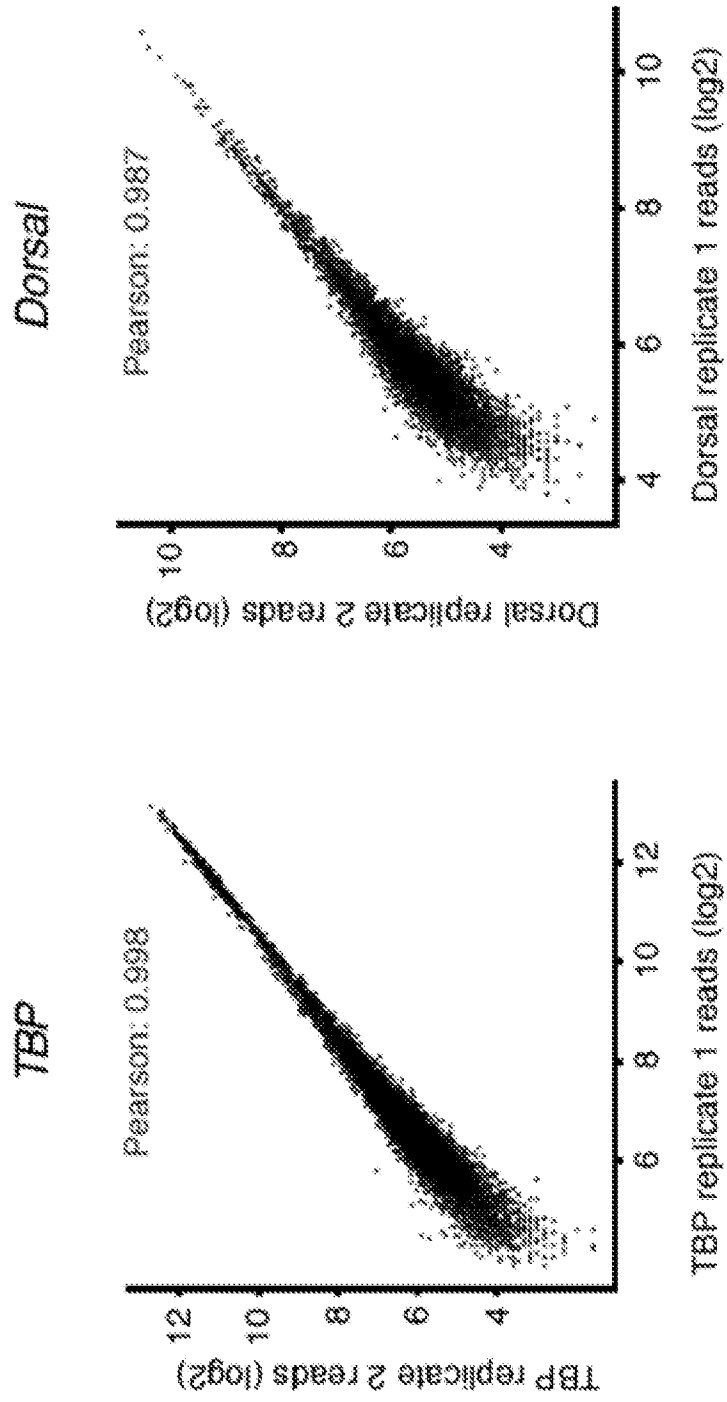 TBP
Pearson: 0.998
TBP replicate 2 reads (log2)
12
10
8
6
4
6
8
10
12
TBP replicate 1 reads (log2)
Dorsal
Pearson: 0.987
Dorsal replicate 2 reads (log2)
10
8
6
4
4
6
8
10
Dorsal replicate 1 reads (log2)